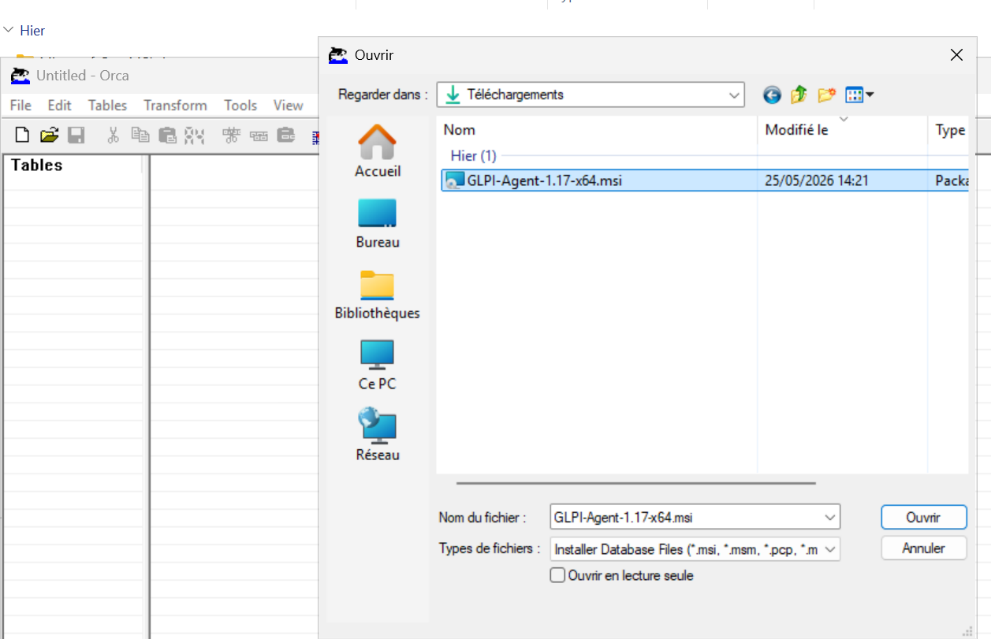 Hier
Untitled - Orca
File Edit Tables Transform Tools View
Tables
Ouvrir
Regarder dans : Téléchargements
Accueil
Bureau
Bibliothèques
Ce PC
Réseau
Nom Modifié le Type
Hier (1)
GLPI-Agent-1.17-x64.msi 25/05/2026 14:21 Packa
Nom du fichier : GLPI-Agent-1.17-x64.msi Ouvrir
Types de fichiers : Installer Database Files (*.msi, *.msm, *.pcp, *.m Annuler
Ouvrir en lecture seule